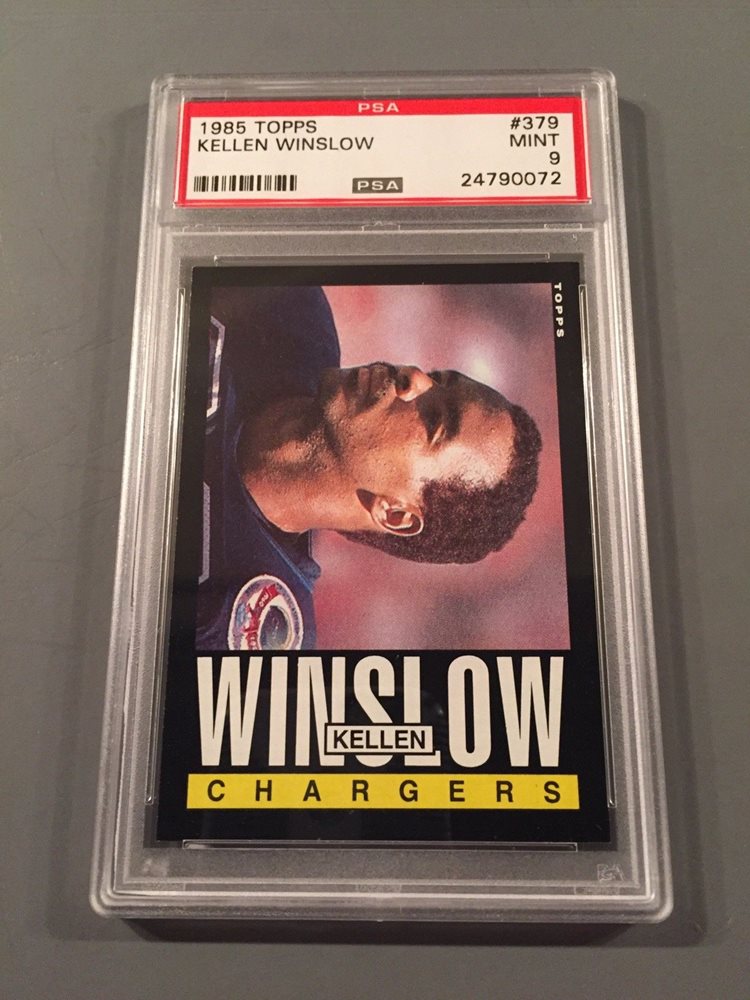 PSA
1985 TOPPS #379
KELLEN WINSLOW MINT
9
PSA 24790072
TOPPS
WINSLOW
KELLEN
CHARGERS